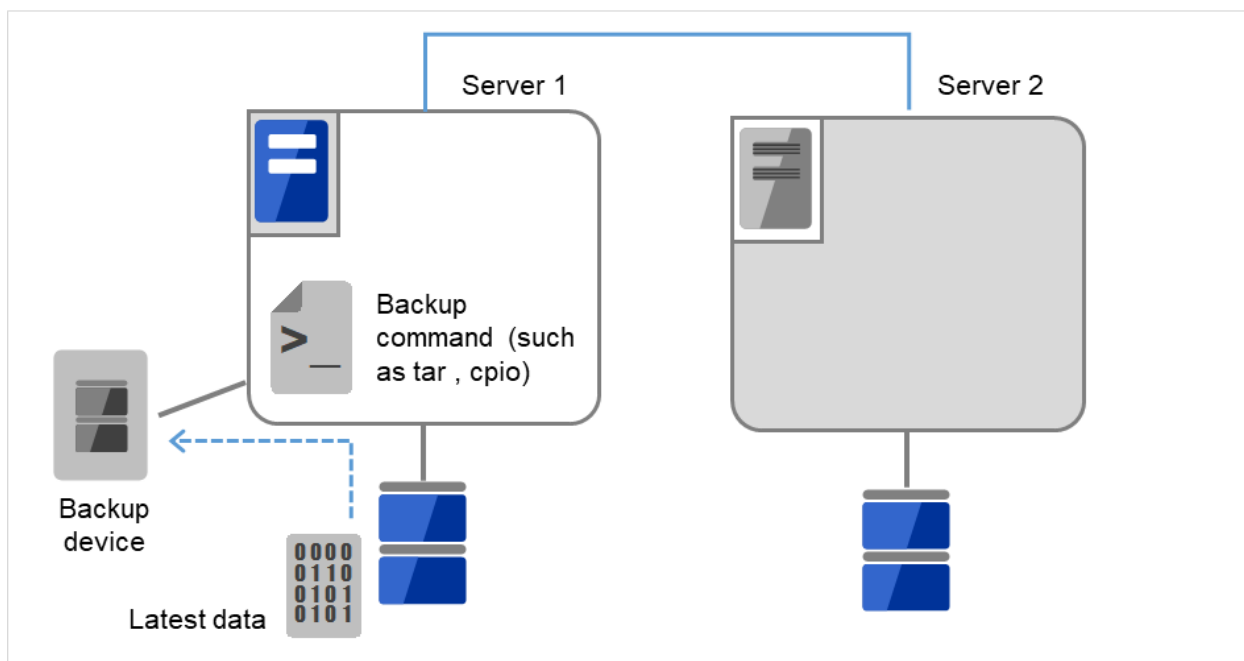 Server 1
Server 2
Backup
command (such
as tar , cpio)
>_
Backup
device
0000
0110
0101
0101
Latest data